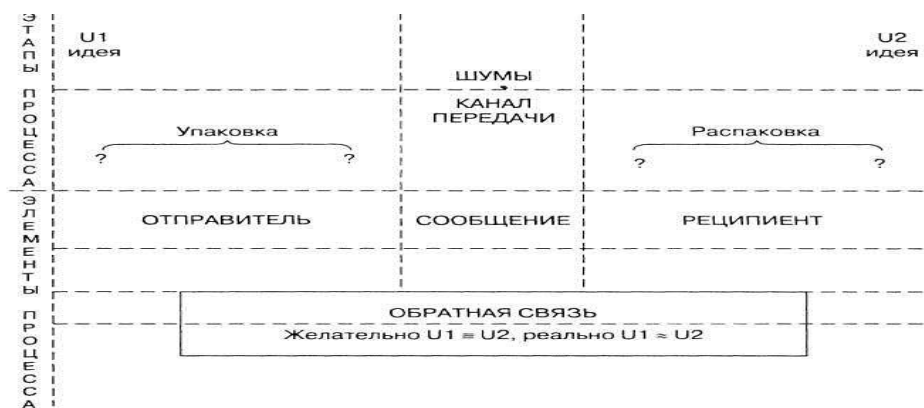 ЭТАПЫ ПРОЦЕССА
U1
идея
U2
идея
ШУМЫ
КАНАЛ
ПЕРЕДАЧИ
Упаковка
? ?
Распаковка
? ?
ЭЛЕМЕНТЫ ПРОЦЕССА
ОТПРАВИТЕЛЬ
СООБЩЕНИЕ
РЕЦИПИЕНТ
ОБРАТНАЯ СВЯЗЬ
Желательно U1 ≡ U2, реально U1 ≈ U2